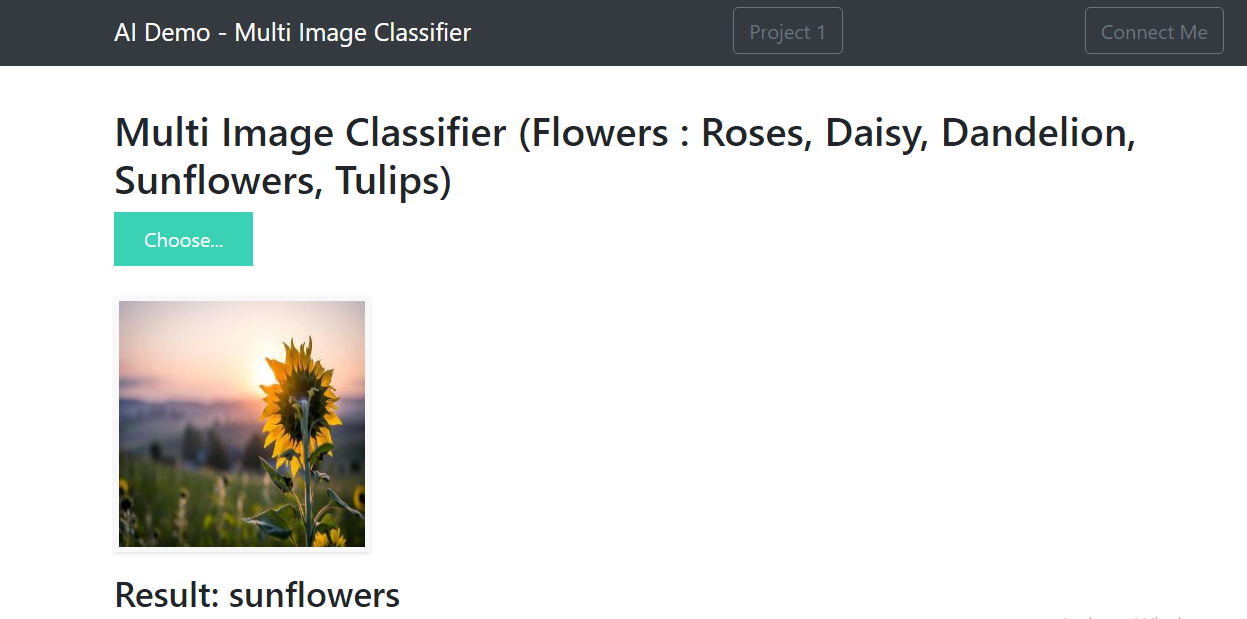 AI Demo - Multi Image Classifier
Project 1
Connect Me
Multi Image Classifier (Flowers : Roses, Daisy, Dandelion,
Sunflowers, Tulips)
Choose...
Result: sunflowers